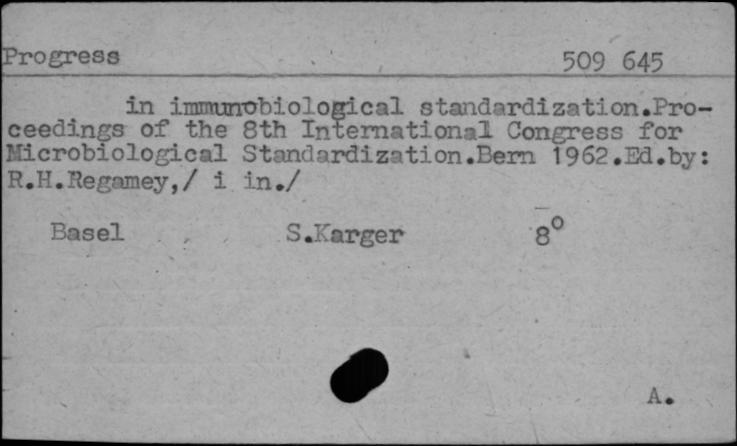 Progress 509 645
in immunobiological standardization.Pro-
ceedings of the 8th International Congress for
Microbiological Standardization.Bern 1962.Ed.by:
R.H.Regamey,/ i in./
Basel S.Karger 8°
A.